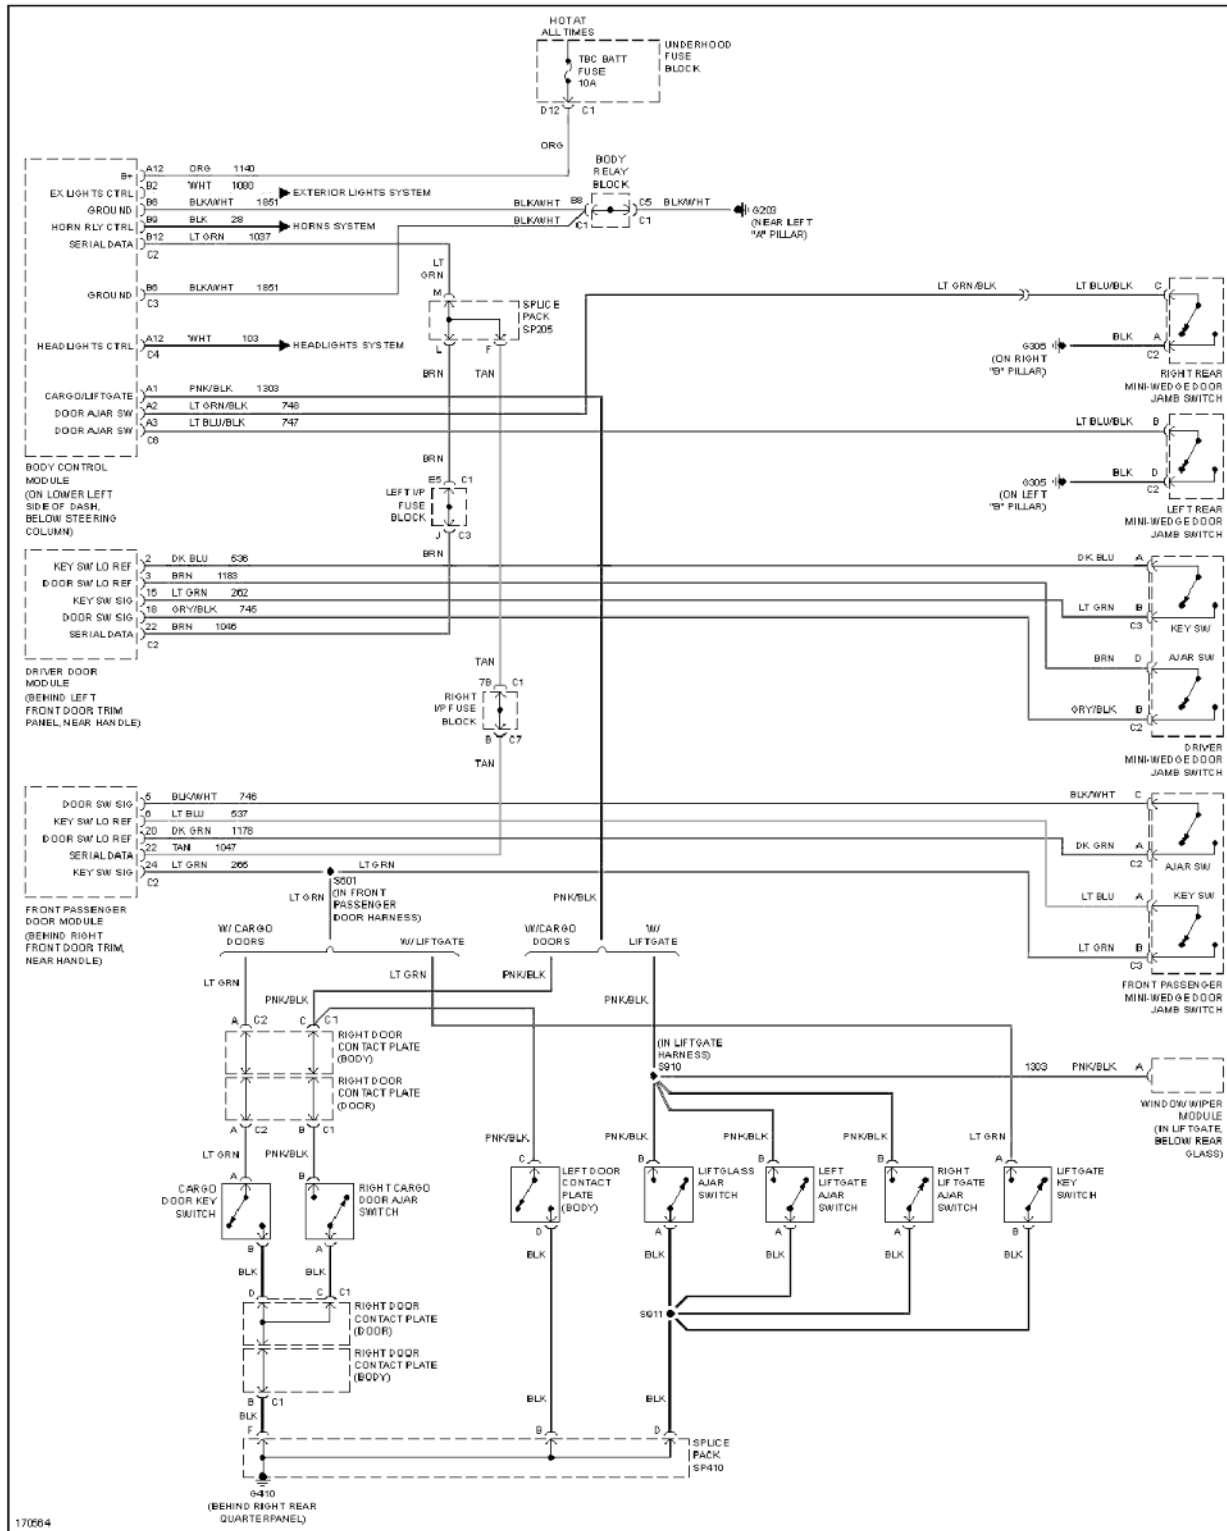 HOT AT
ALL TIMES
UNDERHOOD
FUSE
BLOCK
TBC BATT
FUSE
10A
D12 C1
ORG
BODY
RELAY
BLOCK
B8 C5 BLK/WHT
C1 C1
G203
(NEAR LEFT
"A" PILLAR)
B+ A12 ORG 1140
EX LIGHTS CTRL B2 WHT 1080 EXTERIOR LIGHTS SYSTEM
GROUND B8 BLK/WHT 1851 BLK/WHT
HORN RLY CTRL B9 BLK 28 HORNS SYSTEM BLK/WHT
SERIAL DATA B12 LT GRN 1037
C2
GROUND B6 BLK/WHT 1851
C3
HEADLIGHTS CTRL A12 WHT 103 HEADLIGHTS SYSTEM
C4
CARGO/LIFTGATE A1 PNK/BLK 1303
DOOR AJAR SW A2 LT GRN/BLK 748
DOOR AJAR SW A3 LT BLU/BLK 747
C6
BODY CONTROL
MODULE
(ON LOWER LEFT
SIDE OF DASH,
BELOW STEERING
COLUMN)
LT
GRN
M
SPLICE
PACK
SP205
L F
BRN TAN
BRN
E5 C1
LEFT I/P
FUSE
BLOCK
J C3
BRN
LT GRN/BLK LT BLU/BLK C
BLK A
C2
G305
(ON RIGHT
"B" PILLAR)
RIGHT REAR
MINI-WEDGE DOOR
JAMB SWITCH
LT BLU/BLK B
BLK D
C2
G305
(ON LEFT
"B" PILLAR)
LEFT REAR
MINI-WEDGE DOOR
JAMB SWITCH
KEY SW LO REF 2 DK BLU 636
DOOR SW LO REF 3 BRN 1183
KEY SW SIG 15 LT GRN 262
DOOR SW SIG 18 GRY/BLK 745
SERIAL DATA 22 BRN 1046
C2
DRIVER DOOR
MODULE
(BEHIND LEFT
FRONT DOOR TRIM
PANEL, NEAR HANDLE)
DK BLU A
LT GRN B
C3 KEY SW
BRN D AJAR SW
GRY/BLK B
C2
DRIVER
MINI-WEDGE DOOR
JAMB SWITCH
TAN
7B C1
RIGHT
I/P FUSE
BLOCK
B C7
TAN
DOOR SW SIG 5 BLK/WHT 746
KEY SW LO REF 6 LT BLU 537
DOOR SW LO REF 20 DK GRN 1178
SERIAL DATA 22 TAN 1047
KEY SW SIG 24 LT GRN 265 LT GRN
C2
FRONT PASSENGER
DOOR MODULE
(BEHIND RIGHT
FRONT DOOR TRIM,
NEAR HANDLE)
BLK/WHT C
DK GRN A
C2 AJAR SW
LT BLU A KEY SW
LT GRN B
C3
FRONT PASSENGER
MINI-WEDGE DOOR
JAMB SWITCH
S601
(IN FRONT
PASSENGER
DOOR HARNESS)
LT GRN
PNK/BLK
W/ CARGO
DOORS
W/ LIFTGATE
W/CARGO
DOORS
W/
LIFTGATE
LT GRN
PNK/BLK
LT GRN
PNK/BLK
PNK/BLK
A C2 C C1
RIGHT DOOR
CONTACT PLATE
(BODY)
RIGHT DOOR
CONTACT PLATE
(DOOR)
A C2 B C1
LT GRN PNK/BLK
(IN LIFTGATE
HARNESS)
S910
1303 PNK/BLK A
WINDOW WIPER
MODULE
(IN LIFTGATE,
BELOW REAR
GLASS)
PNK/BLK PNK/BLK PNK/BLK PNK/BLK LT GRN
A B C B B B A
CARGO
DOOR KEY
SWITCH
RIGHT CARGO
DOOR AJAR
SWITCH
LEFT DOOR
CONTACT
PLATE
(BODY)
LIFTGLASS
AJAR
SWITCH
LEFT
LIFTGATE
AJAR
SWITCH
RIGHT
LIFTGATE
AJAR
SWITCH
LIFTGATE
KEY
SWITCH
B A D A A A B
BLK BLK BLK BLK BLK BLK BLK
D C C1
RIGHT DOOR
CONTACT PLATE
(DOOR)
S911
RIGHT DOOR
CONTACT PLATE
(BODY)
B C1
BLK BLK BLK
F B D
SPLICE
PACK
SP410
G410
(BEHIND RIGHT REAR
QUARTERPANEL)
170564